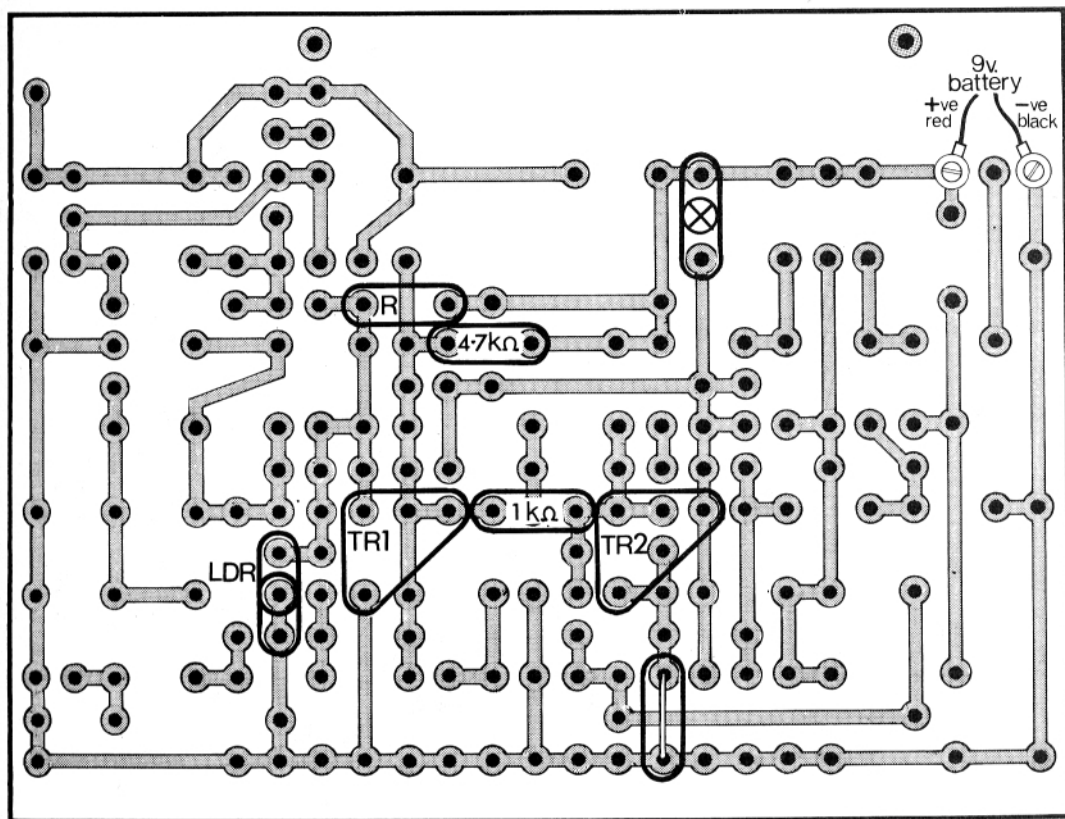 9v.
battery
+ve
red
−ve
black
R
4·7kΩ
1kΩ
TR1
TR2
LDR